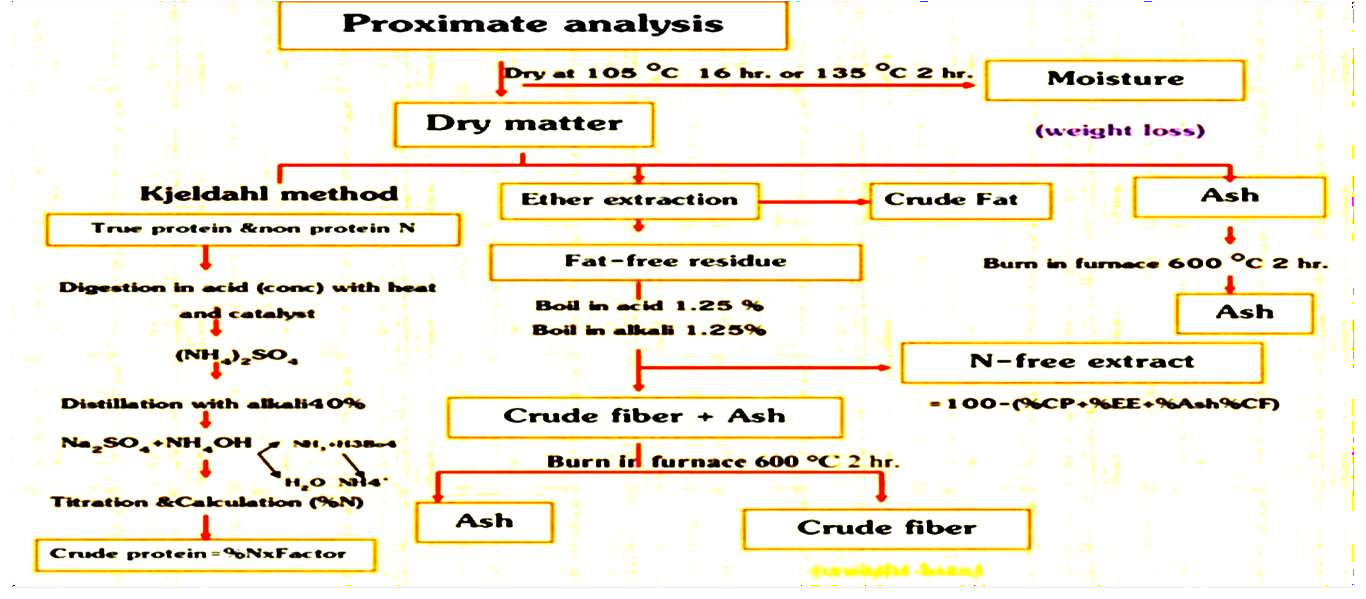 Proximate analysis
Dry at 105 °C 16 hr. or 135 °C 2 hr.
Moisture
(weight loss)
Dry matter
Kjeldahl method
True protein &non protein N
Digestion in acid (conc) with heat
and catalyst
(NH₄)₂SO₄
Distillation with alkali40%
Na₂SO₄+NH₄OH
H₂O NH4⁺
Titration &Calculation (%N)
Crude protein=%NxFactor
Ether extraction
Crude Fat
Fat-free residue
Boil in acid 1.25 %
Boil in alkali 1.25%
N-free extract
=100-(%CP+%EE+%Ash%CF)
Crude fiber + Ash
Burn in furnace 600 °C 2 hr.
Ash
Crude fiber
Ash
Burn in furnace 600 °C 2 hr.
Ash